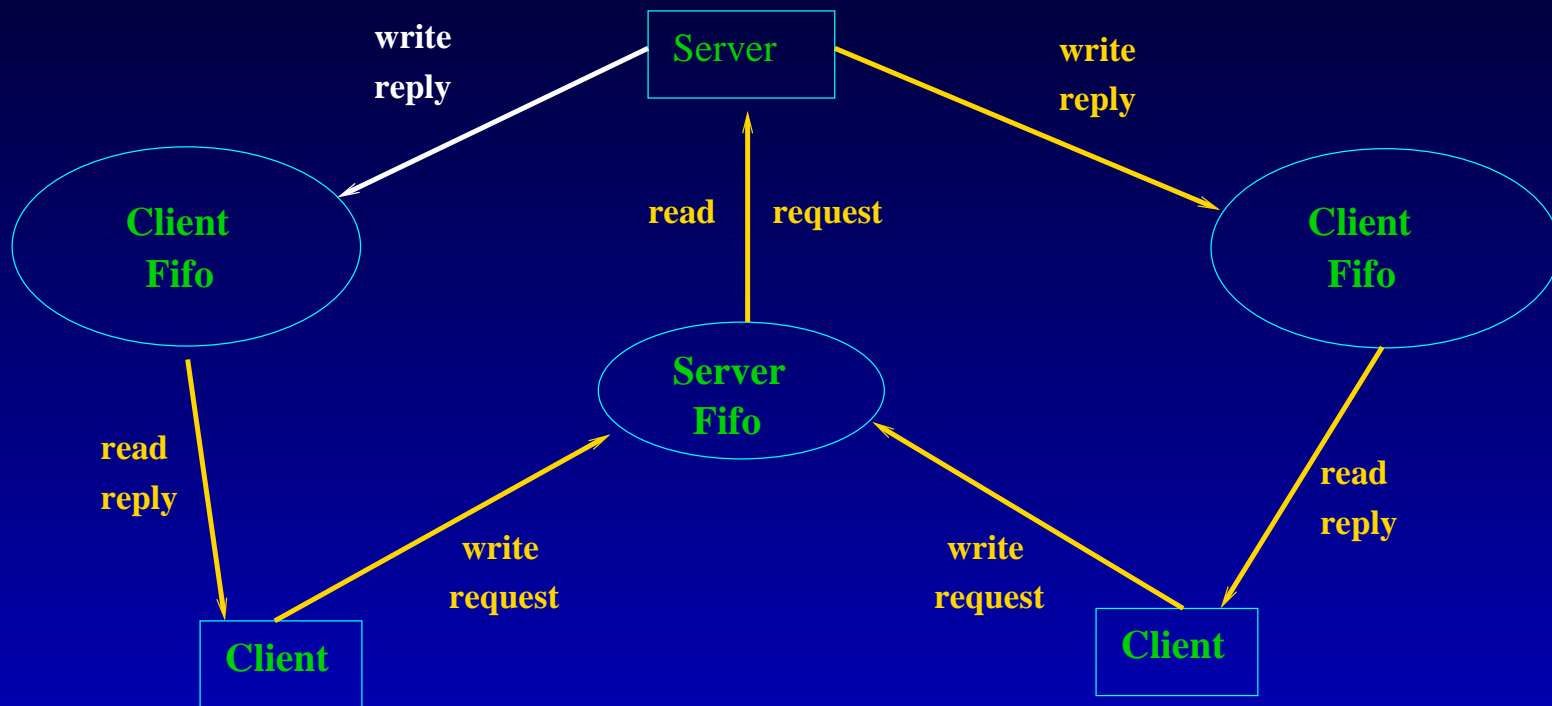 write
reply
Server
write
reply
Client
Fifo
read request
Client
Fifo
Server
Fifo
read
reply
write
request
write
request
read
reply
Client
Client